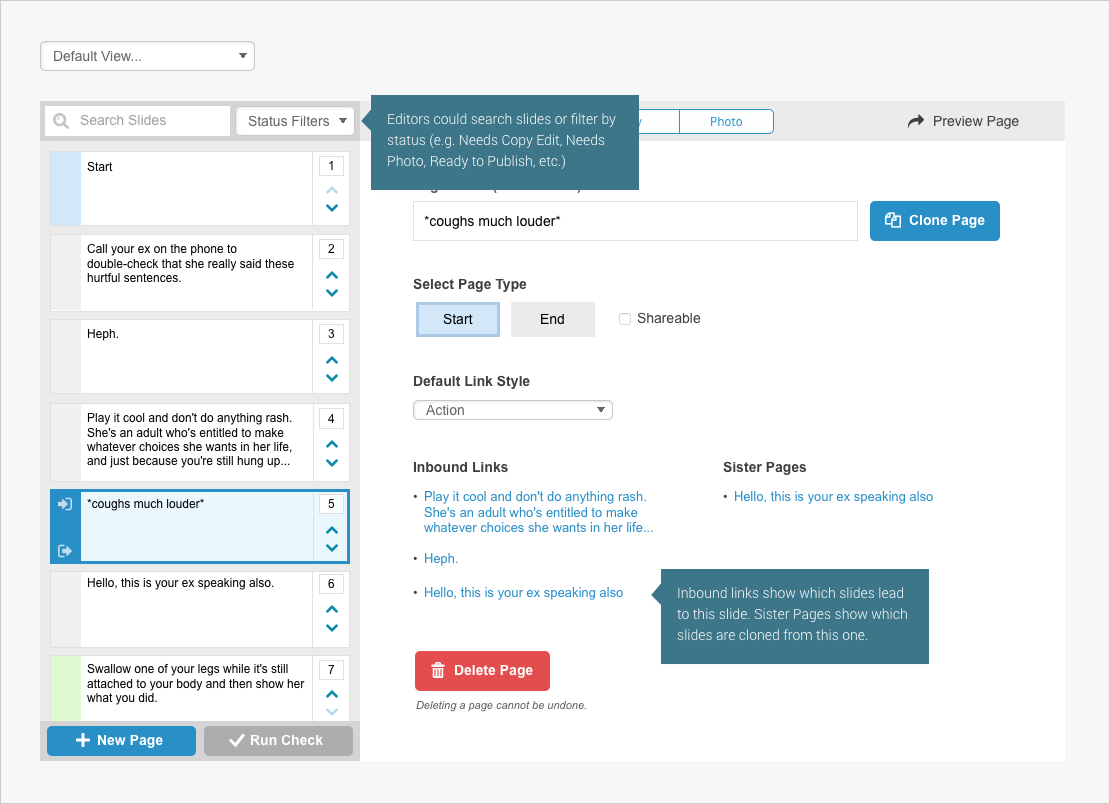 Default View...
Search Slides
Status Filters
Editors could search slides or filter by
status (e.g. Needs Copy Edit, Needs
Photo, Ready to Publish, etc.)
Photo
Preview Page
Start
1
Call your ex on the phone to
double-check that she really said these
hurtful sentences.
2
Heph.
3
Play it cool and don't do anything rash.
She's an adult who's entitled to make
whatever choices she wants in her life,
and just because you're still hung up...
4
*coughs much louder*
5
Hello, this is your ex speaking also.
6
Swallow one of your legs while it's still
attached to your body and then show her
what you did.
7
New Page
Run Check
*coughs much louder*
Clone Page
Select Page Type
Start
End
Shareable
Default Link Style
Action
Inbound Links
• Play it cool and don't do anything rash.
She's an adult who's entitled to make
whatever choices she wants in her life...
• Heph.
• Hello, this is your ex speaking also
Sister Pages
• Hello, this is your ex speaking also
Inbound links show which slides lead
to this slide. Sister Pages show which
slides are cloned from this one.
Delete Page
Deleting a page cannot be undone.